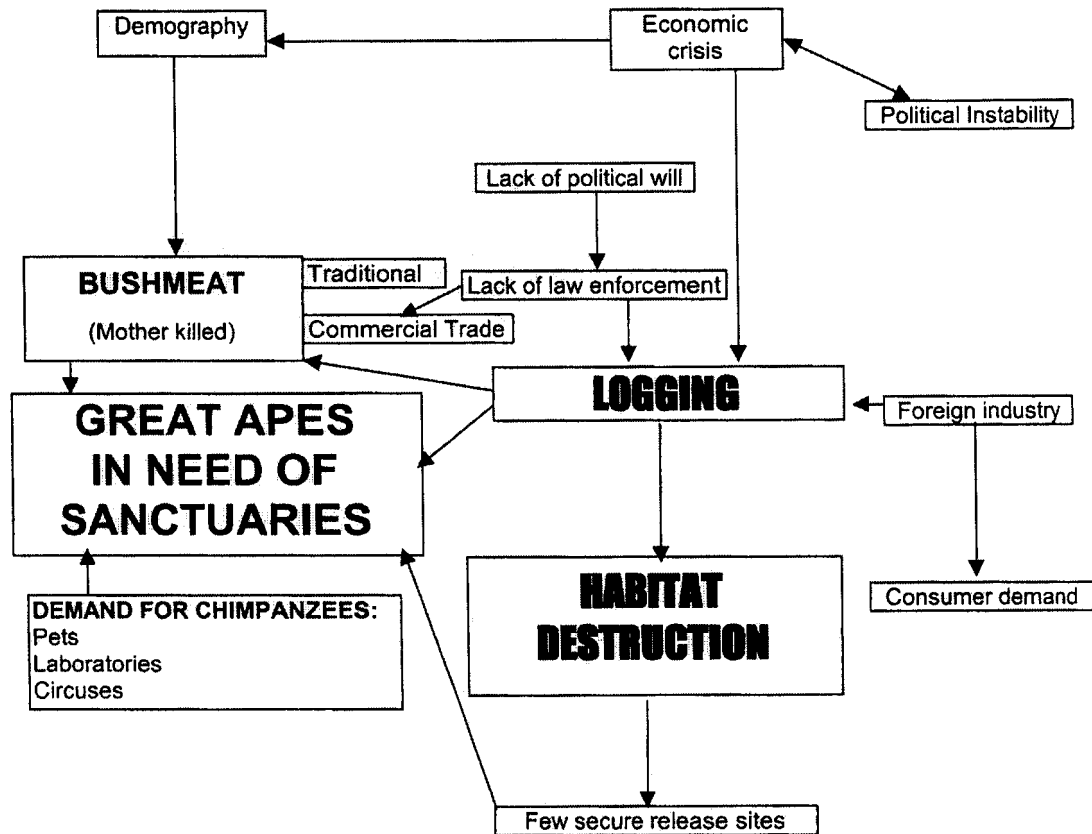 Demography
Economic
crisis
Political Instability
Lack of political will
BUSHMEAT
(Mother killed)
Traditional
Lack of law enforcement
Commercial Trade
LOGGING
Foreign industry
GREAT APES
IN NEED OF
SANCTUARIES
HABITAT
DESTRUCTION
Consumer demand
DEMAND FOR CHIMPANZEES:
Pets
Laboratories
Circuses
Few secure release sites